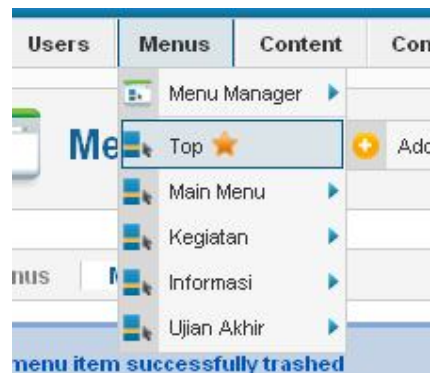 Users Menus Content Con
Menu Manager
Me Top Add
Main Menu
Kegiatan
nus Informasi
Ujian Akhir
menu item successfully trashed